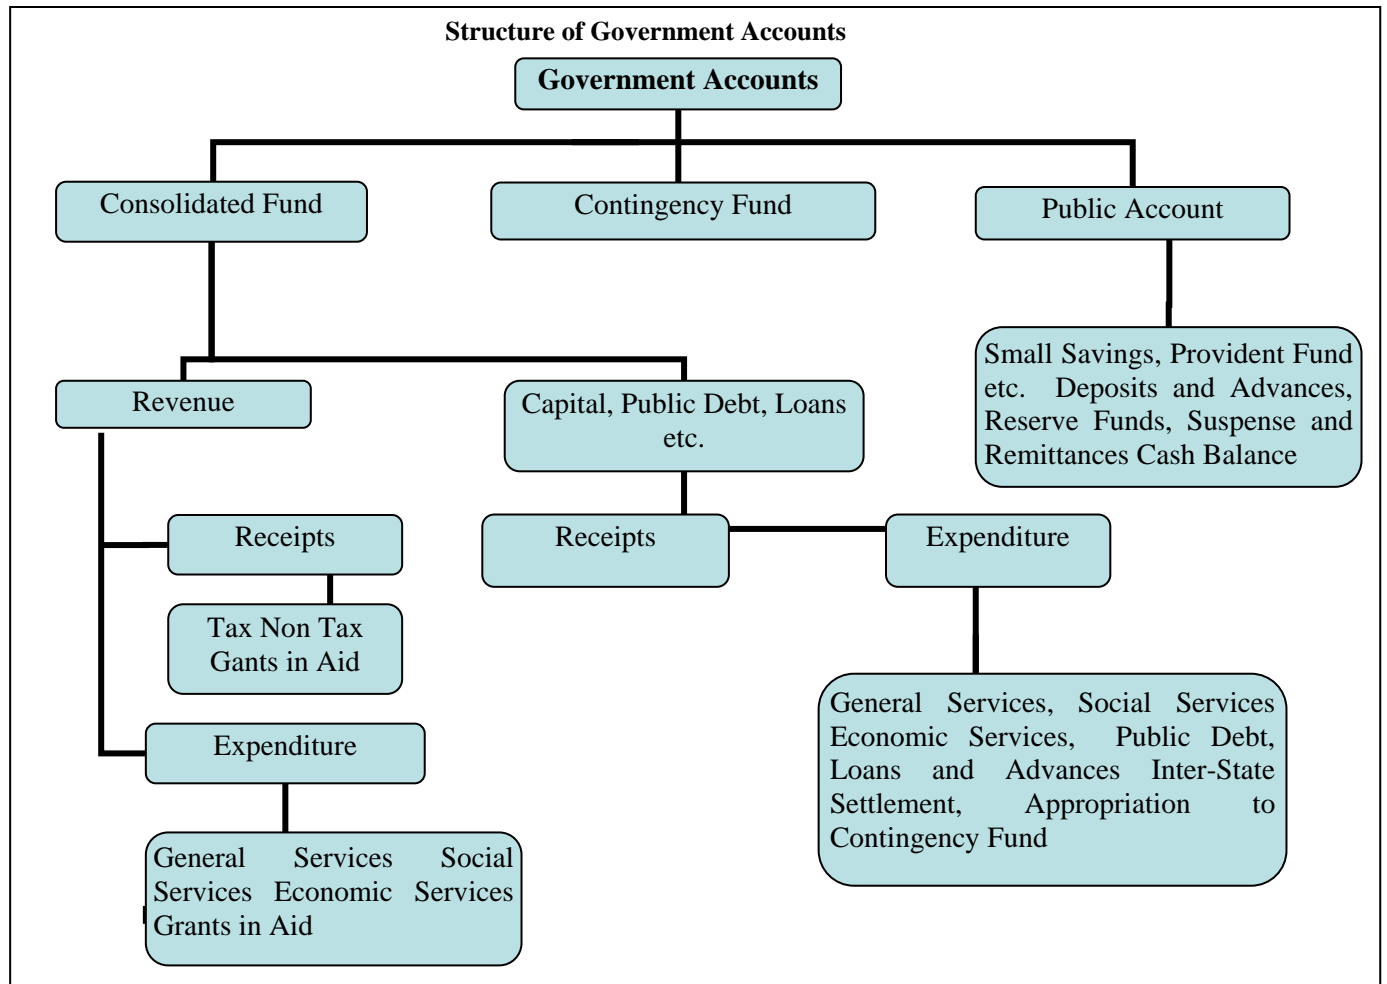 Structure of Government Accounts
Government Accounts
Consolidated Fund
Contingency Fund
Public Account
Small Savings, Provident Fund
etc. Deposits and Advances,
Reserve Funds, Suspense and
Remittances Cash Balance
Revenue
Capital, Public Debt, Loans
etc.
Receipts
Receipts
Expenditure
Tax Non Tax
Gants in Aid
Expenditure
General Services, Social Services
Economic Services, Public Debt,
Loans and Advances Inter-State
Settlement, Appropriation to
Contingency Fund
General Services Social
Services Economic Services
Grants in Aid